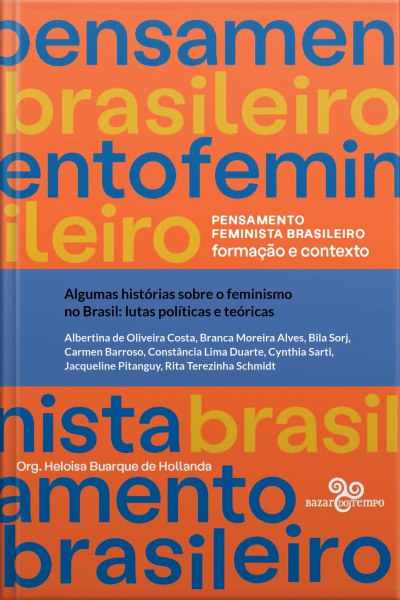 pensamen
brasileiro
entofemin
ileiro
PENSAMENTO
FEMINISTA BRASILEIRO
formação e contexto
Algumas histórias sobre o feminismo
no Brasil: lutas políticas e teóricas
Albertina de Oliveira Costa, Branca Moreira Alves, Bila Sorj,
Carmen Barroso, Constância Lima Duarte, Cynthia Sarti,
Jacqueline Pitanguy, Rita Terezinha Schmidt
nista brasil
Org. Heloisa Buarque de Hollanda
amento
BAZAR DO TEMPO
brasileiro